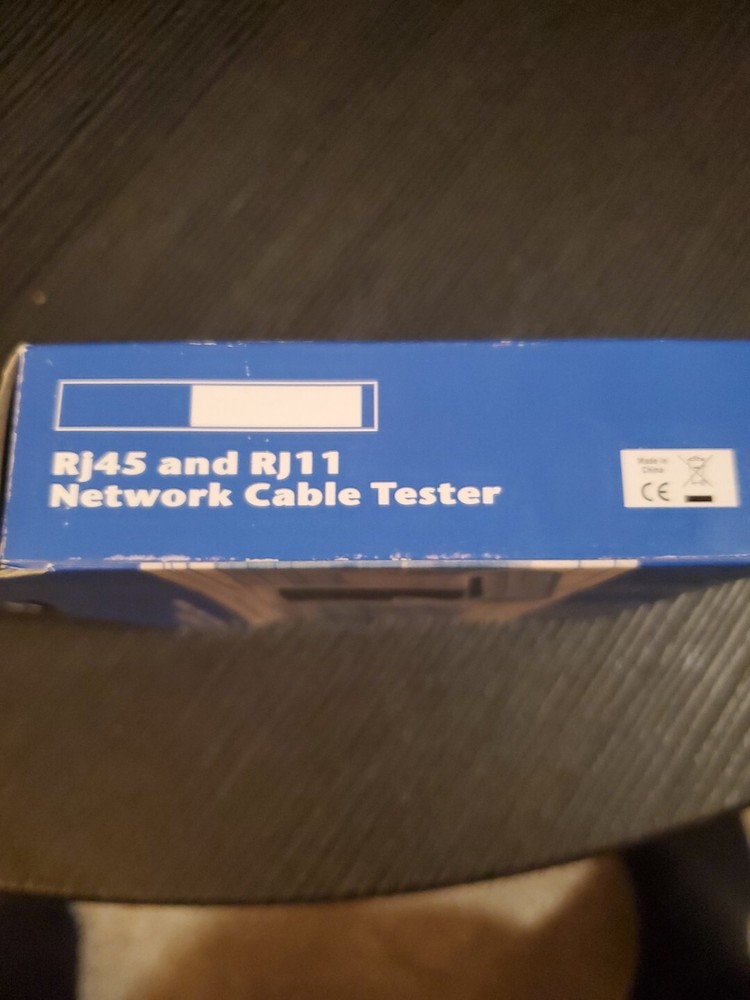 Rj45 and RJ11
Network Cable Tester
Made in
China
CE